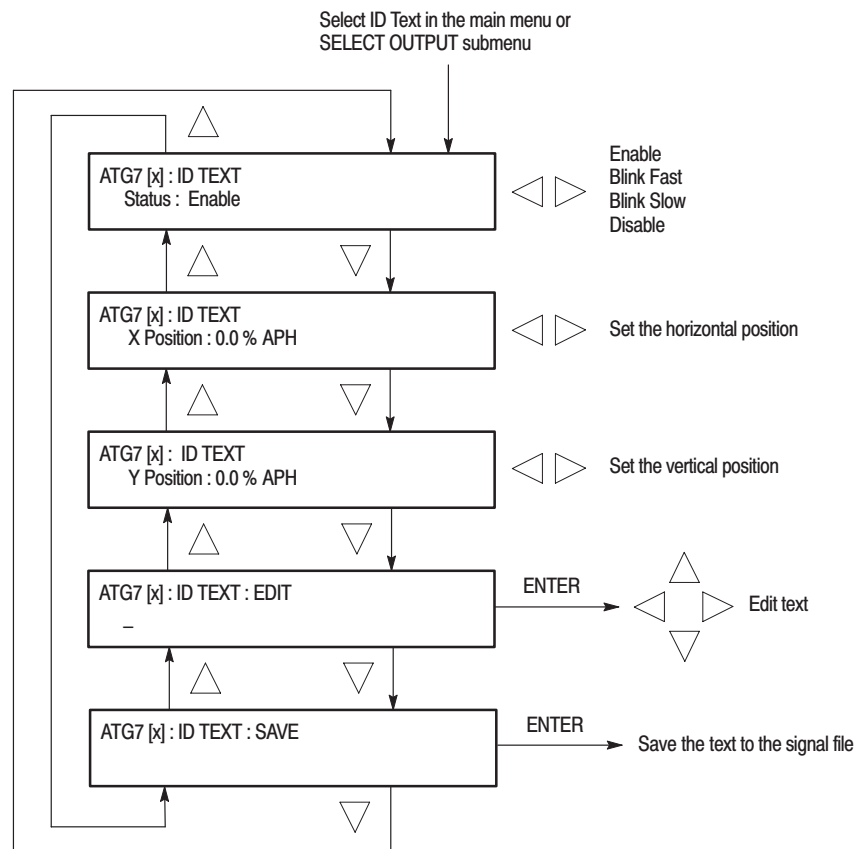 Select ID Text in the main menu or
SELECT OUTPUT submenu
ATG7 [x] : ID TEXT
Status : Enable
Enable
Blink Fast
Blink Slow
Disable
ATG7 [x] : ID TEXT
X Position : 0.0 % APH
Set the horizontal position
ATG7 [x] : ID TEXT
Y Position : 0.0 % APH
Set the vertical position
ATG7 [x] : ID TEXT : EDIT
_
ENTER
Edit text
ATG7 [x] : ID TEXT : SAVE
ENTER
Save the text to the signal file